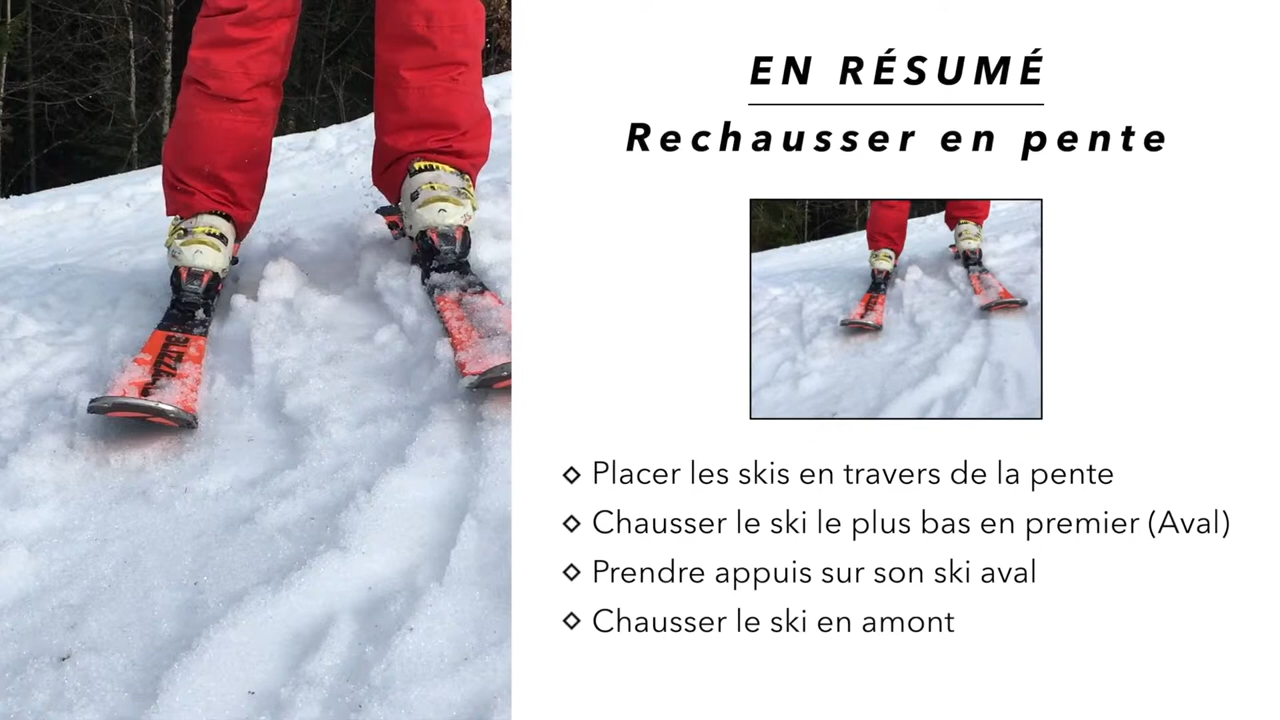 EN RÉSUMÉ
Rechausser en pente
Placer les skis en travers de la pente
Chausser le ski le plus bas en premier (Aval)
Prendre appuis sur son ski aval
Chausser le ski en amont